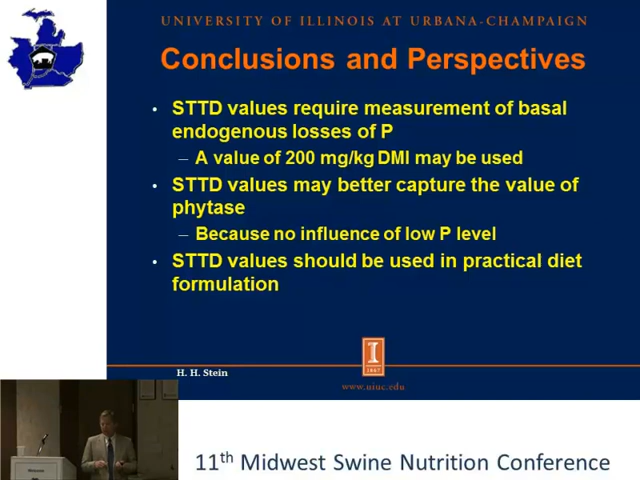 UNIVERSITY OF ILLINOIS AT URBANA-CHAMPAIGN
Conclusions and Perspectives
• STTD values require measurement of basal
endogenous losses of P
– A value of 200 mg/kg DMI may be used
• STTD values may better capture the value of
phytase
– Because no influence of low P level
• STTD values should be used in practical diet
formulation
I
1867
H. H. Stein
www.uiuc.edu
11th Midwest Swine Nutrition Conference